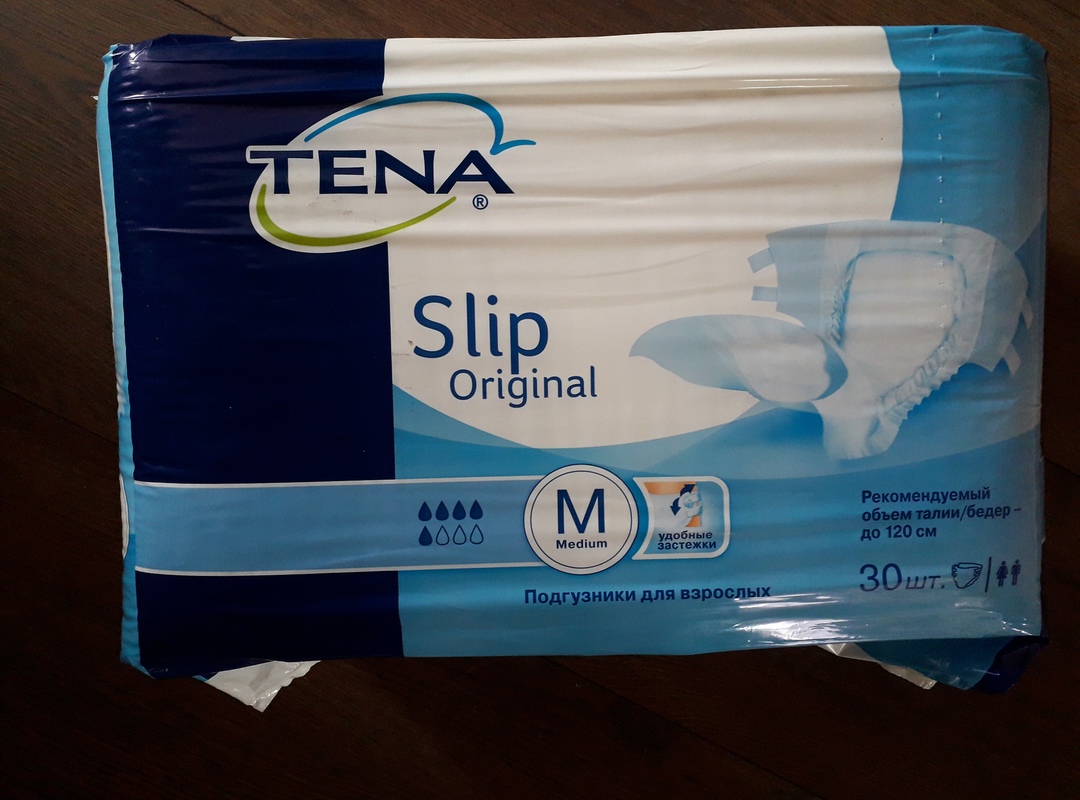 TENA®
Slip
Original
M
Medium
удобные
застежки
Рекомендуемый
объем талии/бедер –
до 120 см
30 шт.
Подгузники для взрослых